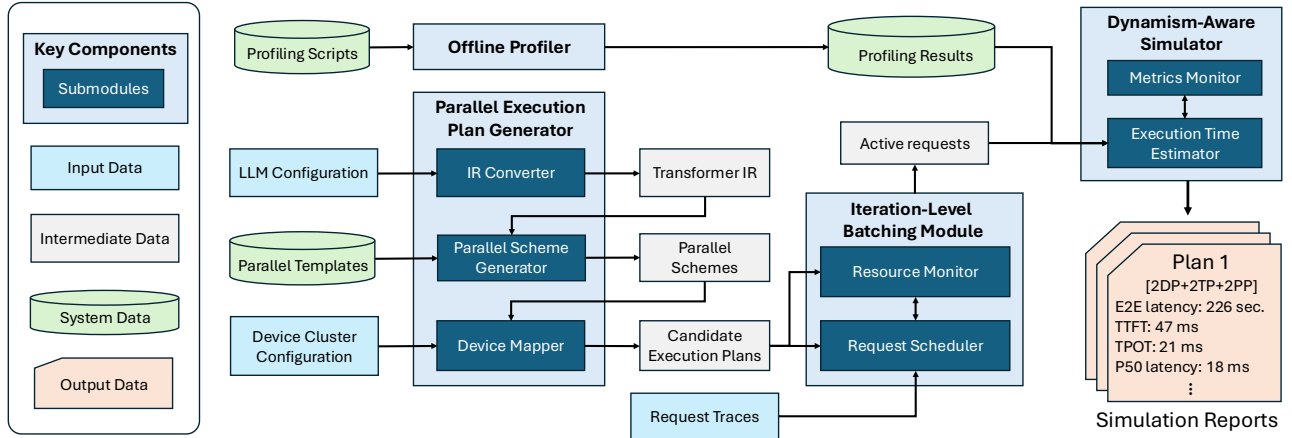 Key Components
Submodules
Input Data
Intermediate Data
System Data
Output Data
Profiling Scripts
Offline Profiler
Profiling Results
Dynamism-Aware
Simulator
Metrics Monitor
Execution Time
Estimator
Parallel Execution
Plan Generator
LLM Configuration
IR Converter
Transformer IR
Active requests
Parallel Templates
Parallel Scheme
Generator
Parallel
Schemes
Device Cluster
Configuration
Device Mapper
Candidate
Execution Plans
Iteration-Level
Batching Module
Resource Monitor
Request Scheduler
Request Traces
Plan 1
[2DP+2TP+2PP]
E2E latency: 226 sec.
TTFT: 47 ms
TPOT: 21 ms
P50 latency: 18 ms
⋮
Simulation Reports